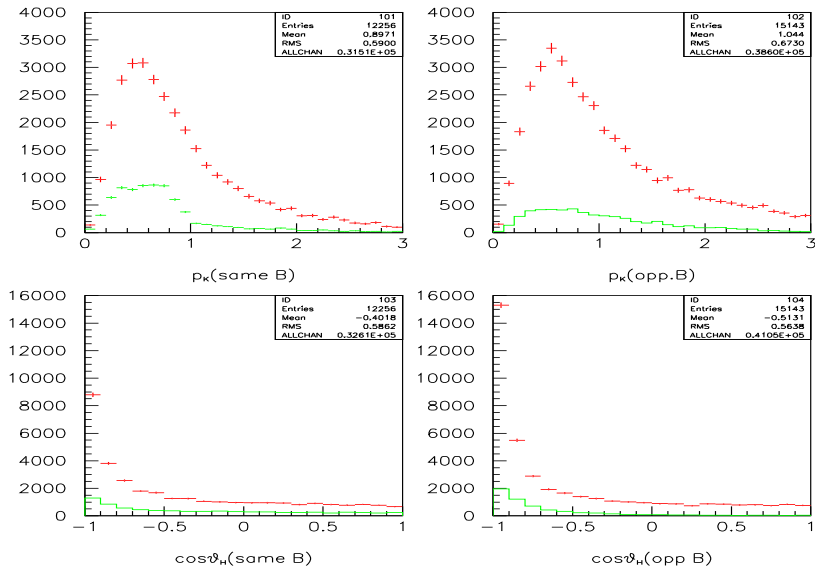 ID 101
Entries 12256
Mean 0.8971
RMS 0.5900
ALLCHAN 0.3151E+05
4000
3500
3000
2500
2000
1500
1000
500
0
0 1 2 3
pK(same B)
ID 102
Entries 15143
Mean 1.044
RMS 0.6730
ALLCHAN 0.3860E+05
4000
3500
3000
2500
2000
1500
1000
500
0
0 1 2 3
pK(opp.B)
ID 103
Entries 12256
Mean -0.4018
RMS 0.5862
ALLCHAN 0.3261E+05
16000
14000
12000
10000
8000
6000
4000
2000
0
-1 -0.5 0 0.5 1
cosϑH(same B)
ID 104
Entries 15143
Mean -0.5131
RMS 0.5638
ALLCHAN 0.4105E+05
16000
14000
12000
10000
8000
6000
4000
2000
0
-1 -0.5 0 0.5 1
cosϑH(opp B)